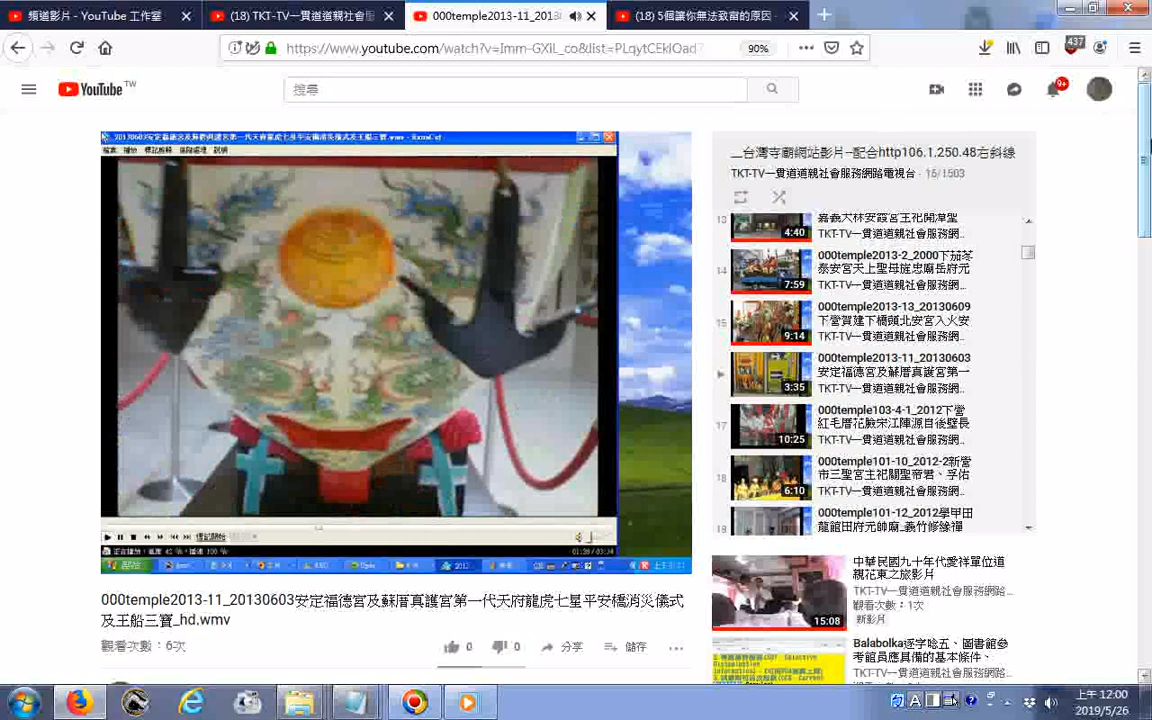 頻道影片 - YouTube 工作室
(18) TKT-TV一貫道道親社會服
000temple2013-11_2013
(18) 5個讓你無法致富的原因 -
https://www.youtube.com/watch?v=Imm-GXiL_co&list=PLqytCEklOad7
90%
437
YouTube TW
搜尋
9+
二台灣寺廟網站影片--配合http106.1.250.48右斜線
TKT-TV一貫道道親社會服務網路電視台 - 16/1503
13
嘉義大林安霞宮主祀開漳聖
TKT-TV一貫道道親社會服務網..
4:40
14
000temple2013-2_2000下茄苳
泰安宮天上聖母旌忠廟岳府元
TKT-TV一貫道道親社會服務網..
7:59
15
000temple2013-13_20130609
下營賀建下橋頭北安宮入火安
TKT-TV一貫道道親社會服務網..
9:14
000temple2013-11_20130603
安定福德宮及蘇厝真護宮第一
TKT-TV一貫道道親社會服務網..
3:35
17
000temple103-4-1_2012下營
紅毛厝花臉宋江陣源自後壁長
TKT-TV一貫道道親社會服務網..
10:25
18
000temple101-10_2012-2新營
市三聖宮主祀關聖帝君、孚佑
TKT-TV一貫道道親社會服務網..
6:10
19
000temple101-12_2012學甲田
龍館田府元帥廟_義竹修緣禪
000temple2013-11_20130603安定福德宮及蘇厝真護宮第一代天府龍虎七星平安橋消災儀式
及王船三寶_hd.wmv
觀看次數：6次
0
0
分享
儲存
中華民國九十年代愛祥單位道
親花東之旅影片
TKT-TV一貫道道親社會服務網...
觀看次數：1次
新影片
15:08
Balabolka逐字唸五、圖書館參
考館員應具備的基本條件、
TKT-TV一貫道道親社會服務網...
上午 12:00
2019/5/26